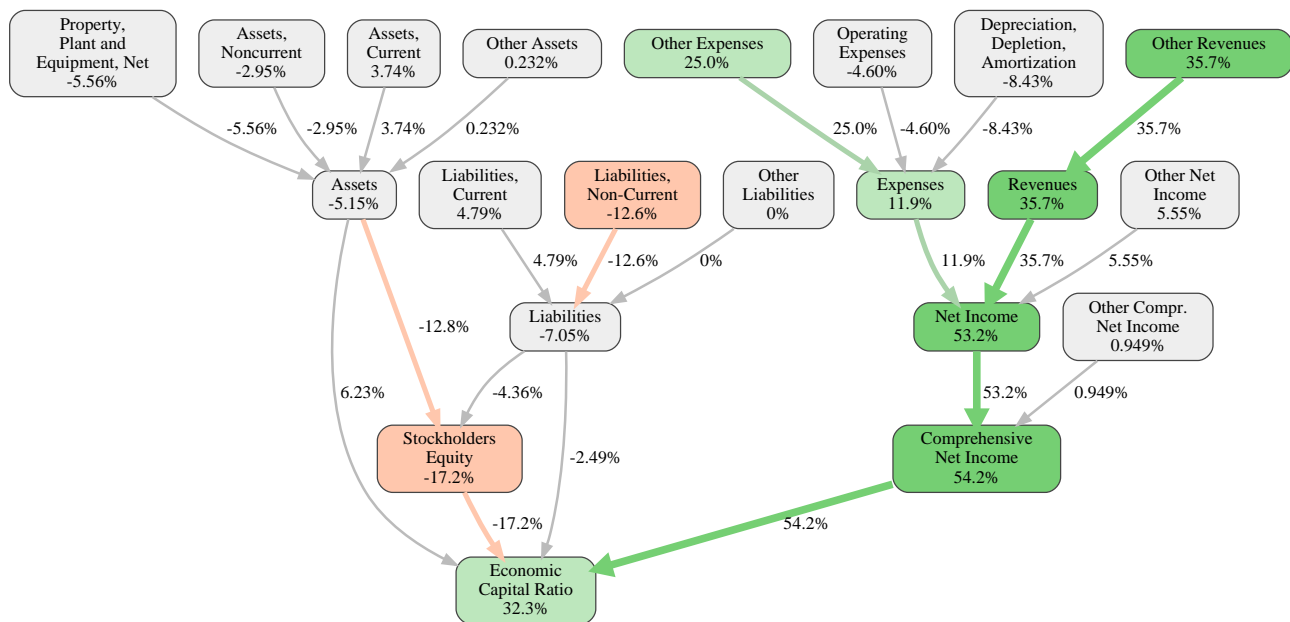 Property,
Plant and
Equipment, Net
-5.56%
Assets,
Noncurrent
-2.95%
Assets,
Current
3.74%
Other Assets
0.232%
Other Expenses
25.0%
Operating
Expenses
-4.60%
Depreciation,
Depletion,
Amortization
-8.43%
Other Revenues
35.7%
-5.56%
-2.95%
3.74%
0.232%
25.0%
-4.60%
-8.43%
35.7%
Assets
-5.15%
Liabilities,
Current
4.79%
Liabilities,
Non-Current
-12.6%
Other
Liabilities
0%
Expenses
11.9%
Revenues
35.7%
Other Net
Income
5.55%
4.79%
-12.6%
0%
11.9%
35.7%
5.55%
Liabilities
-7.05%
Net Income
53.2%
Other Compr.
Net Income
0.949%
-12.8%
6.23%
-4.36%
-2.49%
53.2%
0.949%
Stockholders
Equity
-17.2%
Comprehensive
Net Income
54.2%
-17.2%
54.2%
Economic
Capital Ratio
32.3%